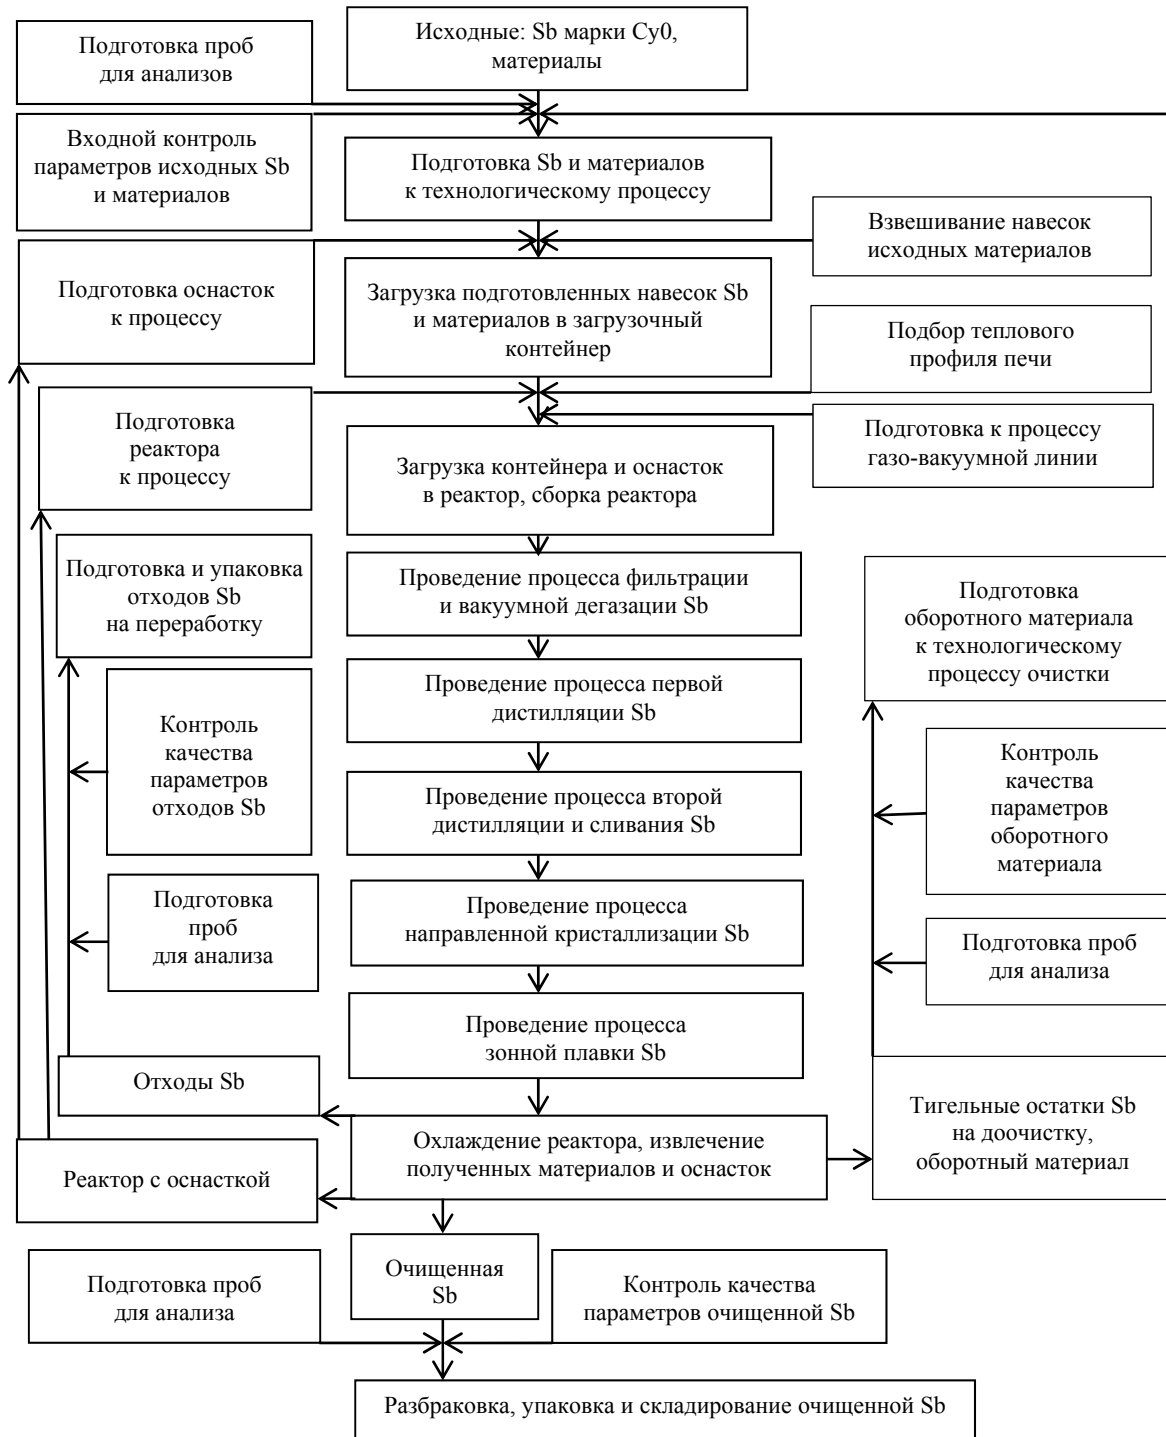 Подготовка проб
для анализов
Исходные: Sb марки Су0,
материалы
Входной контроль
параметров исходных Sb
и материалов
Подготовка Sb и материалов
к технологическому процессу
Взвешивание навесок
исходных материалов
Подготовка оснасток
к процессу
Загрузка подготовленных навесок Sb
и материалов в загрузочный
контейнер
Подбор теплового
профиля печи
Подготовка
реактора
к процессу
Подготовка к процессу
газо-вакуумной линии
Загрузка контейнера и оснасток
в реактор, сборка реактора
Подготовка и упаковка
отходов Sb
на переработку
Проведение процесса фильтрации
и вакуумной дегазации Sb
Подготовка
оборотного материала
к технологическому
процессу очистки
Проведение процесса первой
дистилляции Sb
Контроль
качества
параметров
отходов Sb
Проведение процесса второй
дистилляции и сливания Sb
Контроль
качества
параметров
оборотного
материала
Подготовка
проб
для анализа
Проведение процесса
направленной кристаллизации Sb
Подготовка проб
для анализа
Проведение процесса
зонной плавки Sb
Отходы Sb
Тигельные остатки Sb
на доочистку,
оборотный материал
Охлаждение реактора, извлечение
полученных материалов и оснасток
Реактор с оснасткой
Очищенная
Sb
Подготовка проб
для анализа
Контроль качества
параметров очищенной Sb
Разбраковка, упаковка и складирование очищенной Sb